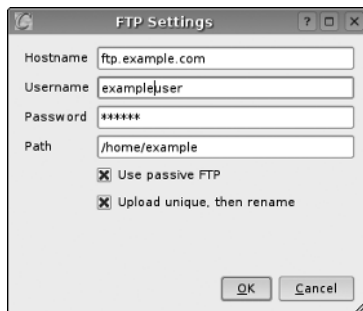 FTP Settings
Hostname ftp.example.com
Username exampleuser
Password ******
Path /home/example
Use passive FTP
Upload unique, then rename
OK Cancel